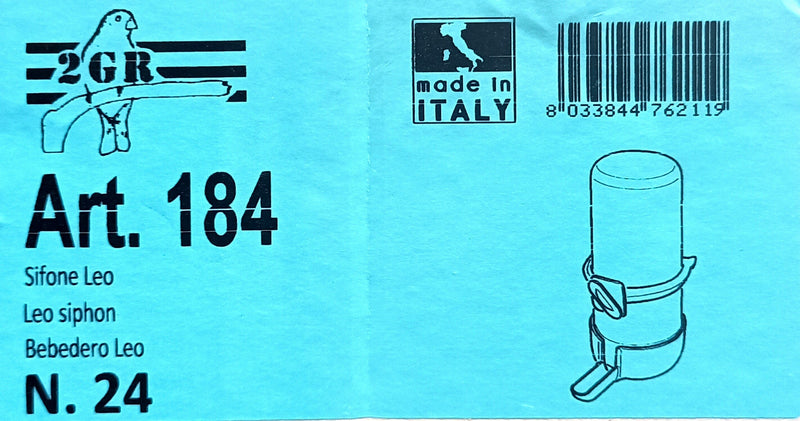 2GR
Art. 184
Sifone Leo
Leo siphon
Bebedero Leo
N. 24
made in
iTALY
8 033844 762119